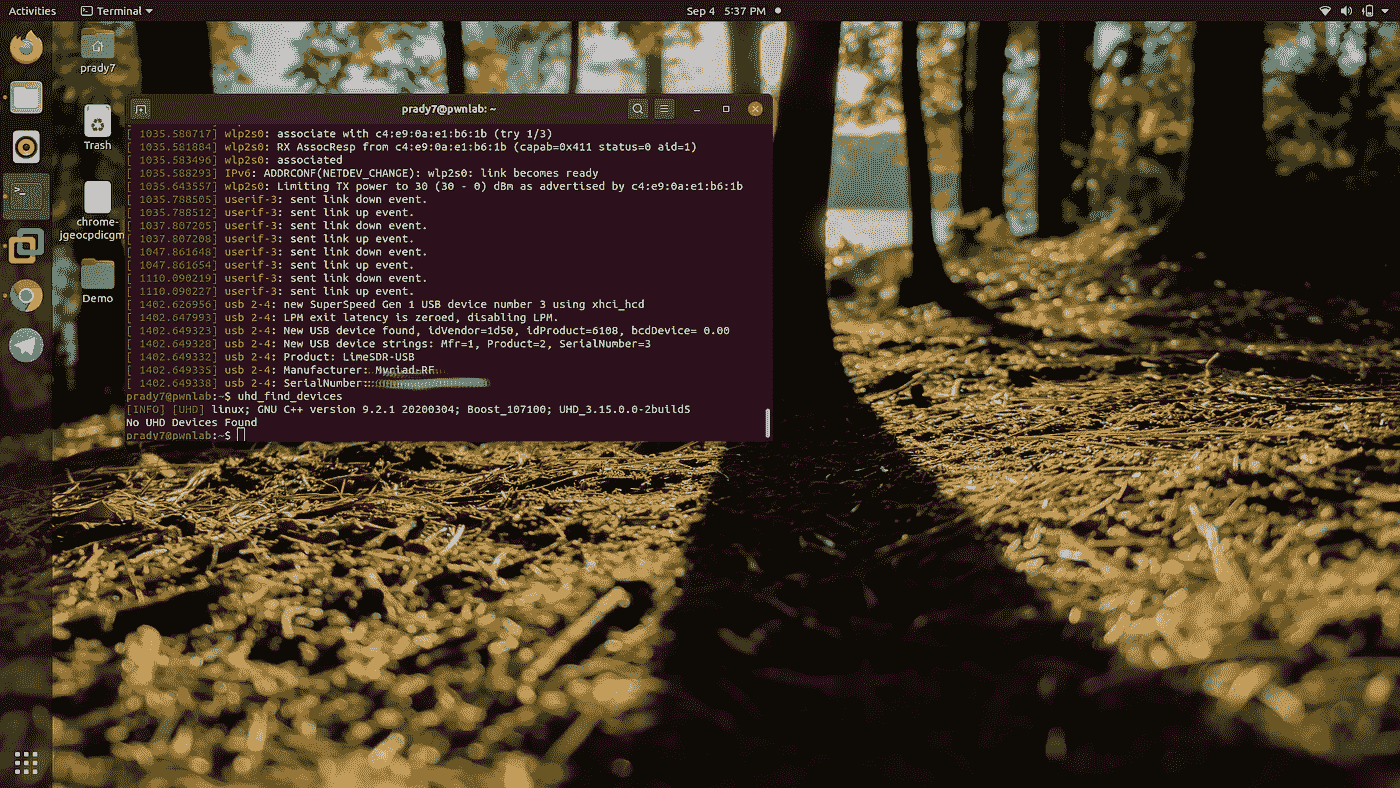 Activities
Terminal
Sep 4 5:37 PM
prady7
Trash
chrome-
jgeocpdicgm
Demo
prady7@pwnlab: ~
[ 1035.580717] wlp2s0: associate with c4:e9:0a:e1:b6:1b (try 1/3)
[ 1035.581884] wlp2s0: RX AssocResp from c4:e9:0a:e1:b6:1b (capab=0x411 status=0 aid=1)
[ 1035.583496] wlp2s0: associated
[ 1035.588293] IPv6: ADDRCONF(NETDEV_CHANGE): wlp2s0: link becomes ready
[ 1035.643557] wlp2s0: Limiting TX power to 30 (30 - 0) dBm as advertised by c4:e9:0a:e1:b6:1b
[ 1035.788505] userif-3: sent link down event.
[ 1035.788512] userif-3: sent link up event.
[ 1037.807205] userif-3: sent link down event.
[ 1037.807208] userif-3: sent link up event.
[ 1047.861648] userif-3: sent link down event.
[ 1047.861654] userif-3: sent link up event.
[ 1110.090219] userif-3: sent link down event.
[ 1110.090227] userif-3: sent link up event.
[ 1402.626956] usb 2-4: new SuperSpeed Gen 1 USB device number 3 using xhci_hcd
[ 1402.647993] usb 2-4: LPM exit latency is zeroed, disabling LPM.
[ 1402.649323] usb 2-4: New USB device found, idVendor=1d50, idProduct=6108, bcdDevice= 0.00
[ 1402.649328] usb 2-4: New USB device strings: Mfr=1, Product=2, SerialNumber=3
[ 1402.649332] usb 2-4: Product: LimeSDR-USB
[ 1402.649335] usb 2-4: Manufacturer: Myriad-RF
[ 1402.649338] usb 2-4: SerialNumber:
prady7@pwnlab:~$ uhd_find_devices
[INFO] [UHD] linux; GNU C++ version 9.2.1 20200304; Boost_107100; UHD_3.15.0.0-2build5
No UHD Devices Found
prady7@pwnlab:~$